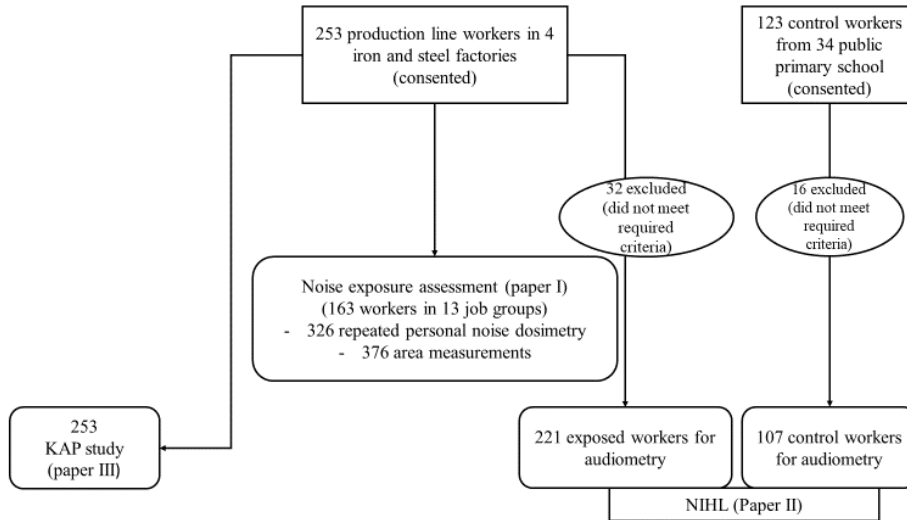 253 production line workers in 4
iron and steel factories
(consented)
123 control workers
from 34 public
primary school
(consented)
32 excluded
(did not meet
required
criteria)
16 excluded
(did not meet
required
criteria)
Noise exposure assessment (paper I)
(163 workers in 13 job groups)
- 326 repeated personal noise dosimetry
- 376 area measurements
253
KAP study
(paper III)
221 exposed workers for
audiometry
107 control workers
for audiometry
NIHL (Paper II)